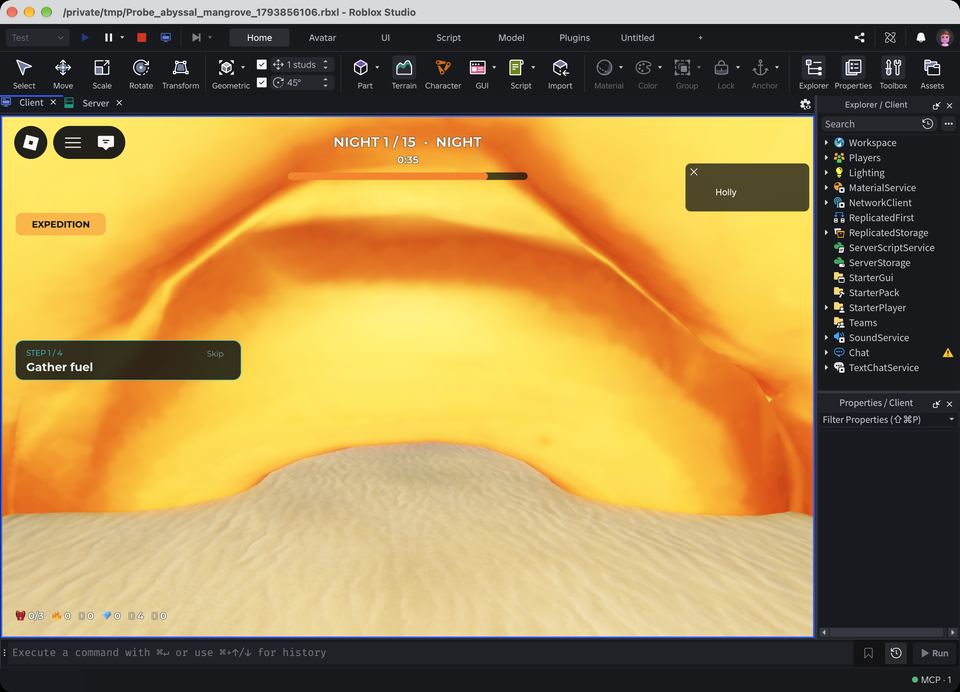 /private/tmp/Probe_abyssal_mangrove_1793856106.rbxl - Roblox Studio
Test
Home
Avatar
UI
Script
Model
Plugins
Untitled
+
Select
Move
Scale
Rotate
Transform
Geometric
1 studs
45°
Part
Terrain
Character
GUI
Script
Import
Material
Color
Group
Lock
Anchor
Explorer
Properties
Toolbox
Assets
Client
Server
NIGHT 1 / 15 · NIGHT
0:35
Holly
EXPEDITION
STEP 1 / 4
Skip
Gather fuel
0/3
0
0
0
4
0
Explorer / Client
Search
Workspace
Players
Lighting
MaterialService
NetworkClient
ReplicatedFirst
ReplicatedStorage
ServerScriptService
ServerStorage
StarterGui
StarterPack
StarterPlayer
Teams
SoundService
Chat
TextChatService
Properties / Client
Filter Properties (⇧⌘P)
Execute a command with ⌘↵ or use ⌘+↑/↓ for history
Run
MCP · 1